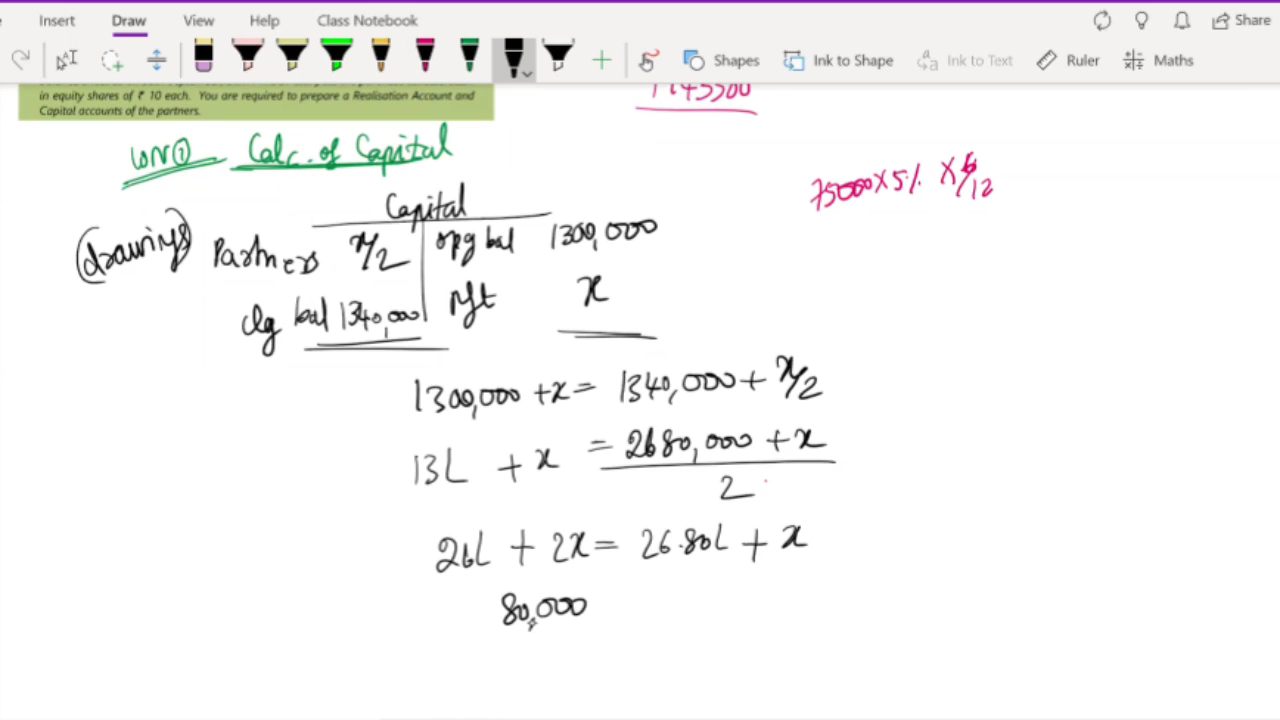 Insert Draw View Help Class Notebook Share
Shapes Ink to Shape Ink to Text Ruler Maths
in equity shares of ₹ 10 each. You are required to prepare a Realisation Account and
Capital accounts of the partners.
WN① Calc. of Capital
75000 x 5% x 6/12
Capital
(drawings) Partners x/2 opg bal 1300,000
clg bal 1340,000 pft x
1300,000 + x = 1340,000 + x/2
13L + x = 2680,000 + x
2
26L + 2x = 26.80L + x
80,000